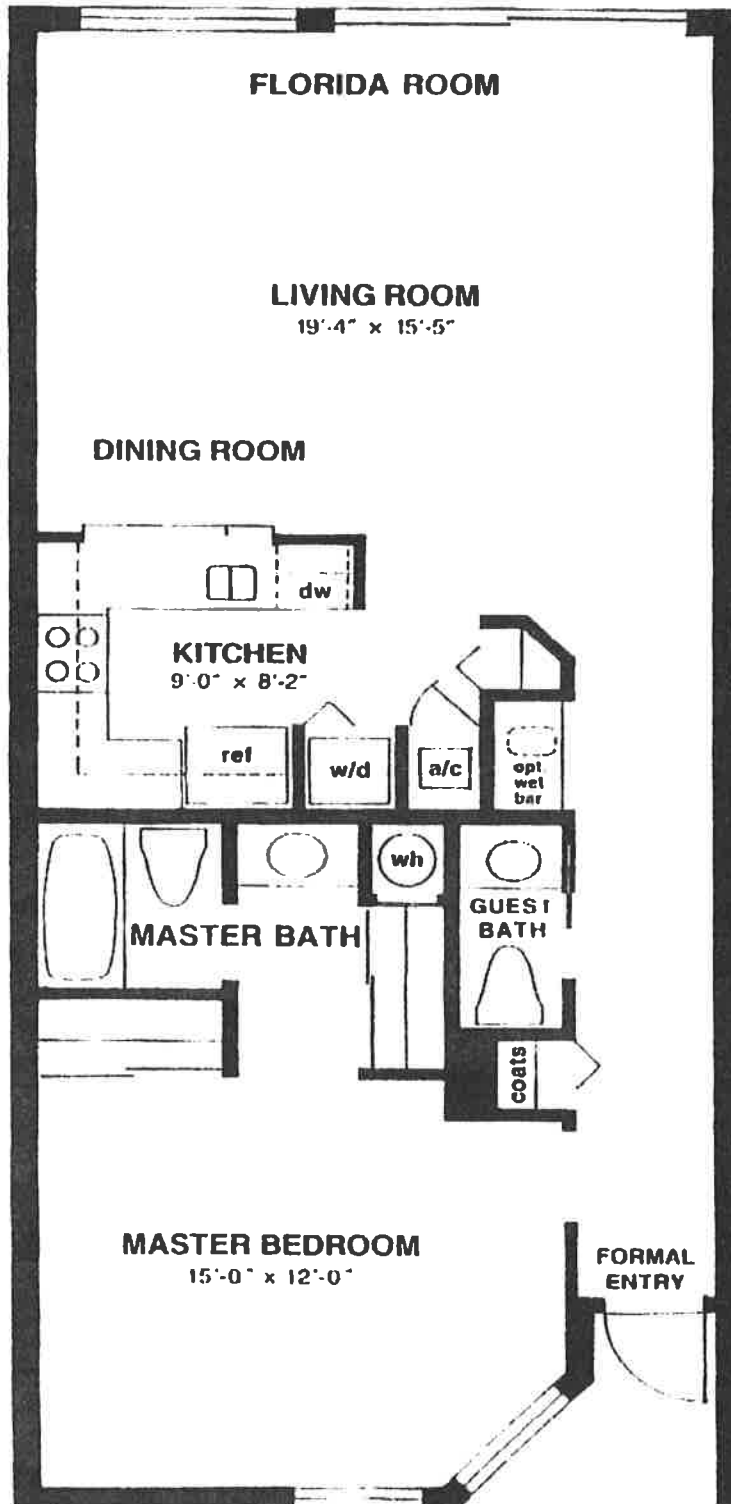 FLORIDA ROOM
LIVING ROOM
19'-4" x 15'-5"
DINING ROOM
dw
KITCHEN
9'-0" x 8'-2"
ref
w/d
a/c
opt
wet
bar
wh
MASTER BATH
GUEST
BATH
coats
MASTER BEDROOM
15'-0" x 12'-0"
FORMAL
ENTRY